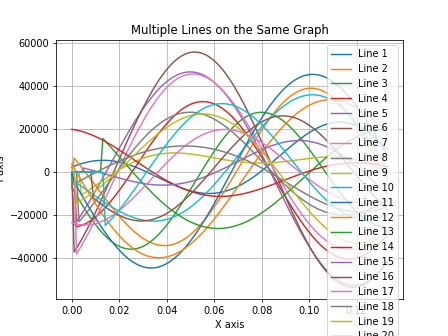 Multiple Lines on the Same Graph
60000
40000
20000
0
−20000
−40000
0.00
0.02
0.04
0.06
0.08
0.10
X axis
Line 1
Line 2
Line 3
Line 4
Line 5
Line 6
Line 7
Line 8
Line 9
Line 10
Line 11
Line 12
Line 13
Line 14
Line 15
Line 16
Line 17
Line 18
Line 19
Line 20